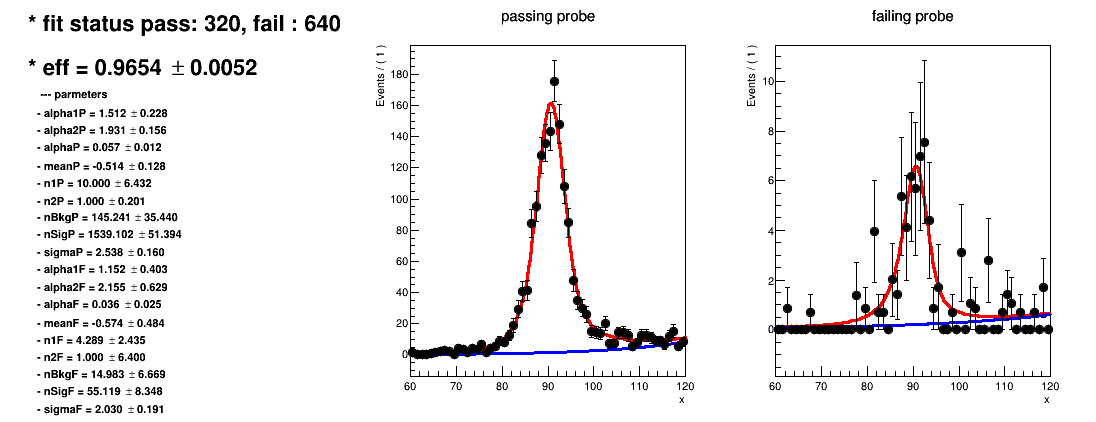 * fit status pass: 320, fail : 640
* eff = 0.9654 ± 0.0052
--- parmeters
- alpha1P = 1.512 ± 0.228
- alpha2P = 1.931 ± 0.156
- alphaP = 0.057 ± 0.012
- meanP = -0.514 ± 0.128
- n1P = 10.000 ± 6.432
- n2P = 1.000 ± 0.201
- nBkgP = 145.241 ± 35.440
- nSigP = 1539.102 ± 51.394
- sigmaP = 2.538 ± 0.160
- alpha1F = 1.152 ± 0.403
- alpha2F = 2.155 ± 0.629
- alphaF = 0.036 ± 0.025
- meanF = -0.574 ± 0.484
- n1F = 4.289 ± 2.435
- n2F = 1.000 ± 6.400
- nBkgF = 14.983 ± 6.669
- nSigF = 55.119 ± 8.348
- sigmaF = 2.030 ± 0.191
passing probe
Events / ( 1 )
180
160
140
120
100
80
60
40
20
0
60 70 80 90 100 110 120
x
failing probe
Events / ( 1 )
10
8
6
4
2
0
60 70 80 90 100 110 120
x